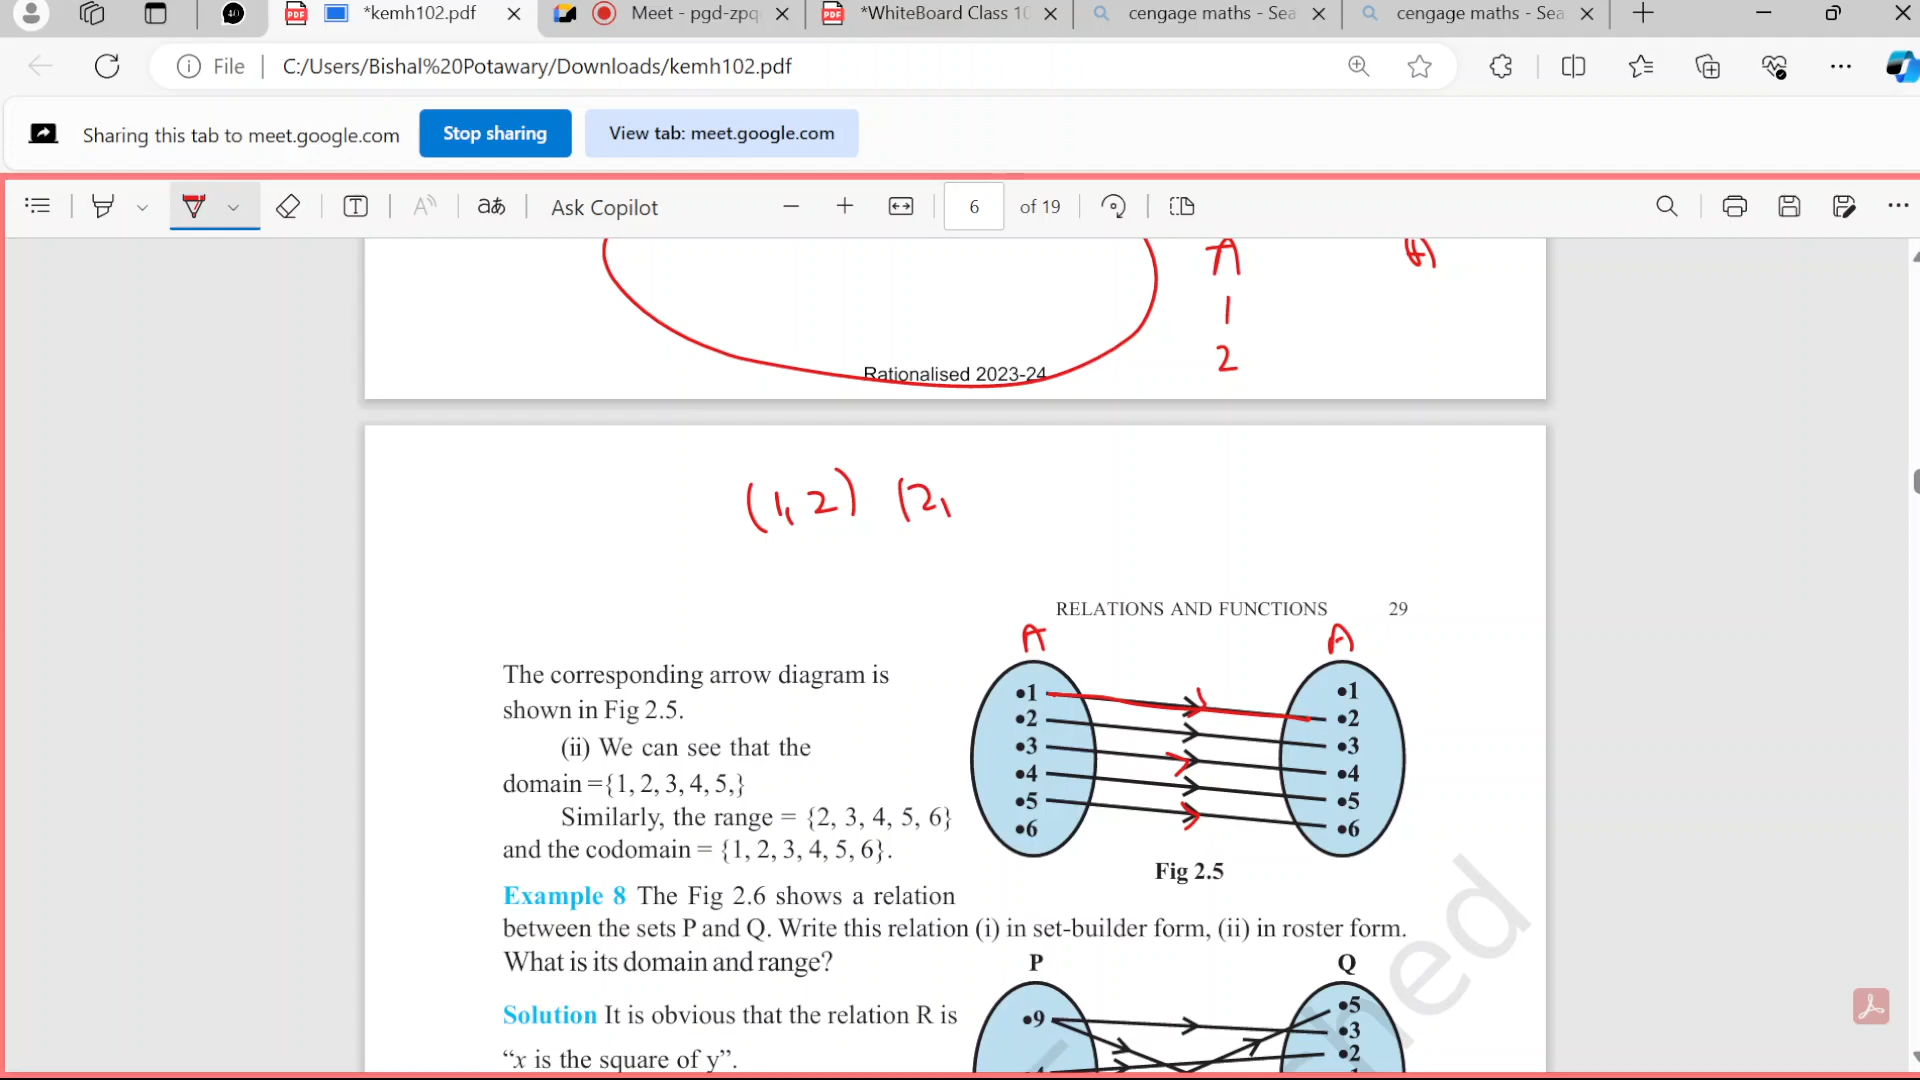 *kemh102.pdf
Meet - pgd-zpq
*WhiteBoard Class 10
cengage maths - Sea
cengage maths - Sea
File
C:/Users/Bishal%20Potawary/Downloads/kemh102.pdf
Sharing this tab to meet.google.com
Stop sharing
View tab: meet.google.com
aあ
Ask Copilot
6
of 19
A
1
2
Rationalised 2023-24
(1, 2) (2,
RELATIONS AND FUNCTIONS 29
A A
The corresponding arrow diagram is
shown in Fig 2.5.
(ii) We can see that the
domain ={1, 2, 3, 4, 5,}
Similarly, the range = {2, 3, 4, 5, 6}
and the codomain = {1, 2, 3, 4, 5, 6}.
•1 •1
•2 •2
•3 •3
•4 •4
•5 •5
•6 •6
Fig 2.5
Example 8 The Fig 2.6 shows a relation
between the sets P and Q. Write this relation (i) in set-builder form, (ii) in roster form.
What is its domain and range?
P Q
Solution It is obvious that the relation R is
“x is the square of y”.
•9
•5
•3
•2